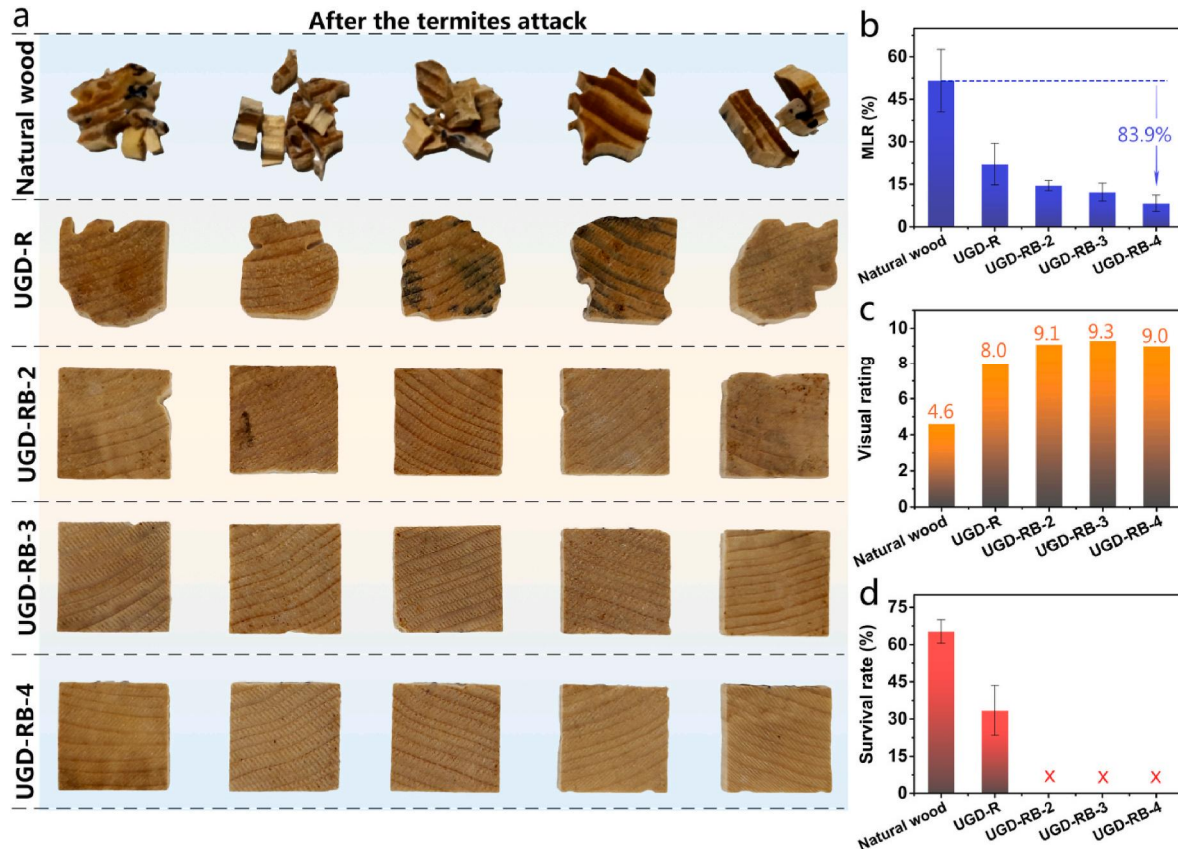 a
After the termites attack
Natural wood
UGD-R
UGD-RB-2
UGD-RB-3
UGD-RB-4
b
MLR (%)
60
45
30
15
0
83.9%
Natural wood
UGD-R
UGD-RB-2
UGD-RB-3
UGD-RB-4
c
Visual rating
10
8
6
4
2
0
4.6
8.0
9.1
9.3
9.0
Natural wood
UGD-R
UGD-RB-2
UGD-RB-3
UGD-RB-4
d
Survival rate (%)
75
60
45
30
15
0
x x x
Natural wood
UGD-R
UGD-RB-2
UGD-RB-3
UGD-RB-4